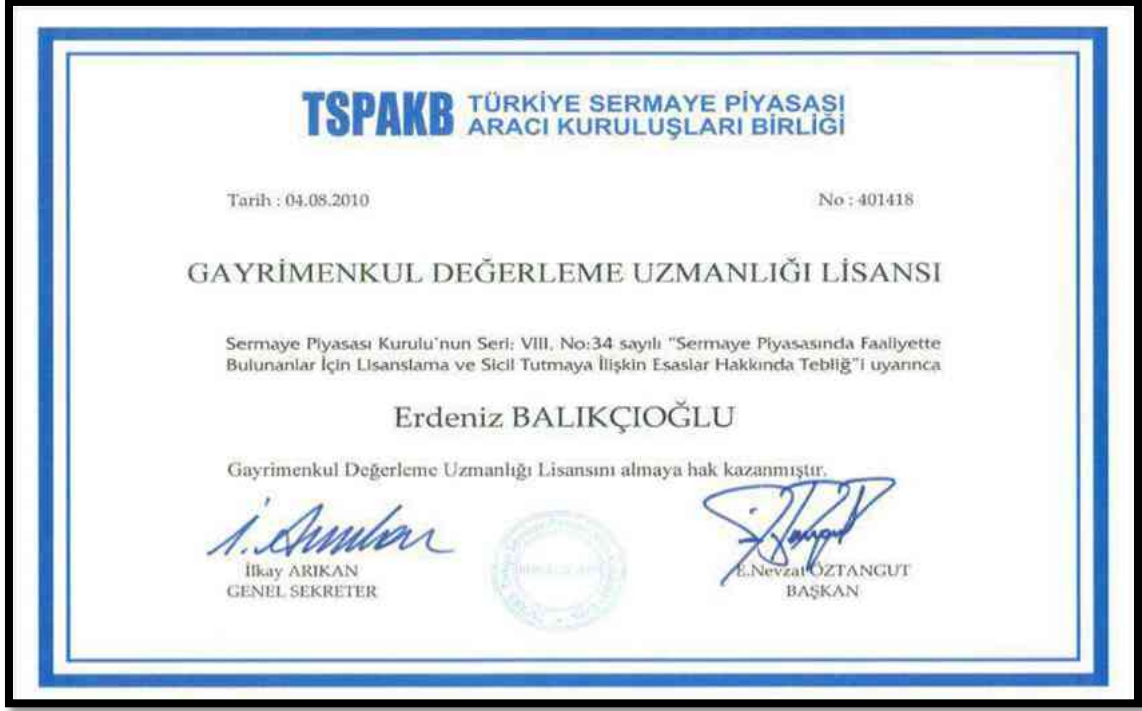 TSPAKB TÜRKİYE SERMAYE PİYASASI
ARACI KURULUŞLARI BİRLİĞİ
Tarih : 04.08.2010 No : 401418
GAYRİMENKUL DEĞERLEME UZMANLIĞI LİSANSI
Sermaye Piyasası Kurulu'nun Seri: VIII, No:34 sayılı "Sermaye Piyasasında Faaliyette
Bulunanlar İçin Lisanslama ve Sicil Tutmaya İlişkin Esaslar Hakkında Tebliğ"i uyarınca
Erdeniz BALIKÇIOĞLU
Gayrimenkul Değerleme Uzmanlığı Lisansını almaya hak kazanmıştır.
İlkay ARIKAN E.Nevzat ÖZTANGUT
GENEL SEKRETER BAŞKAN